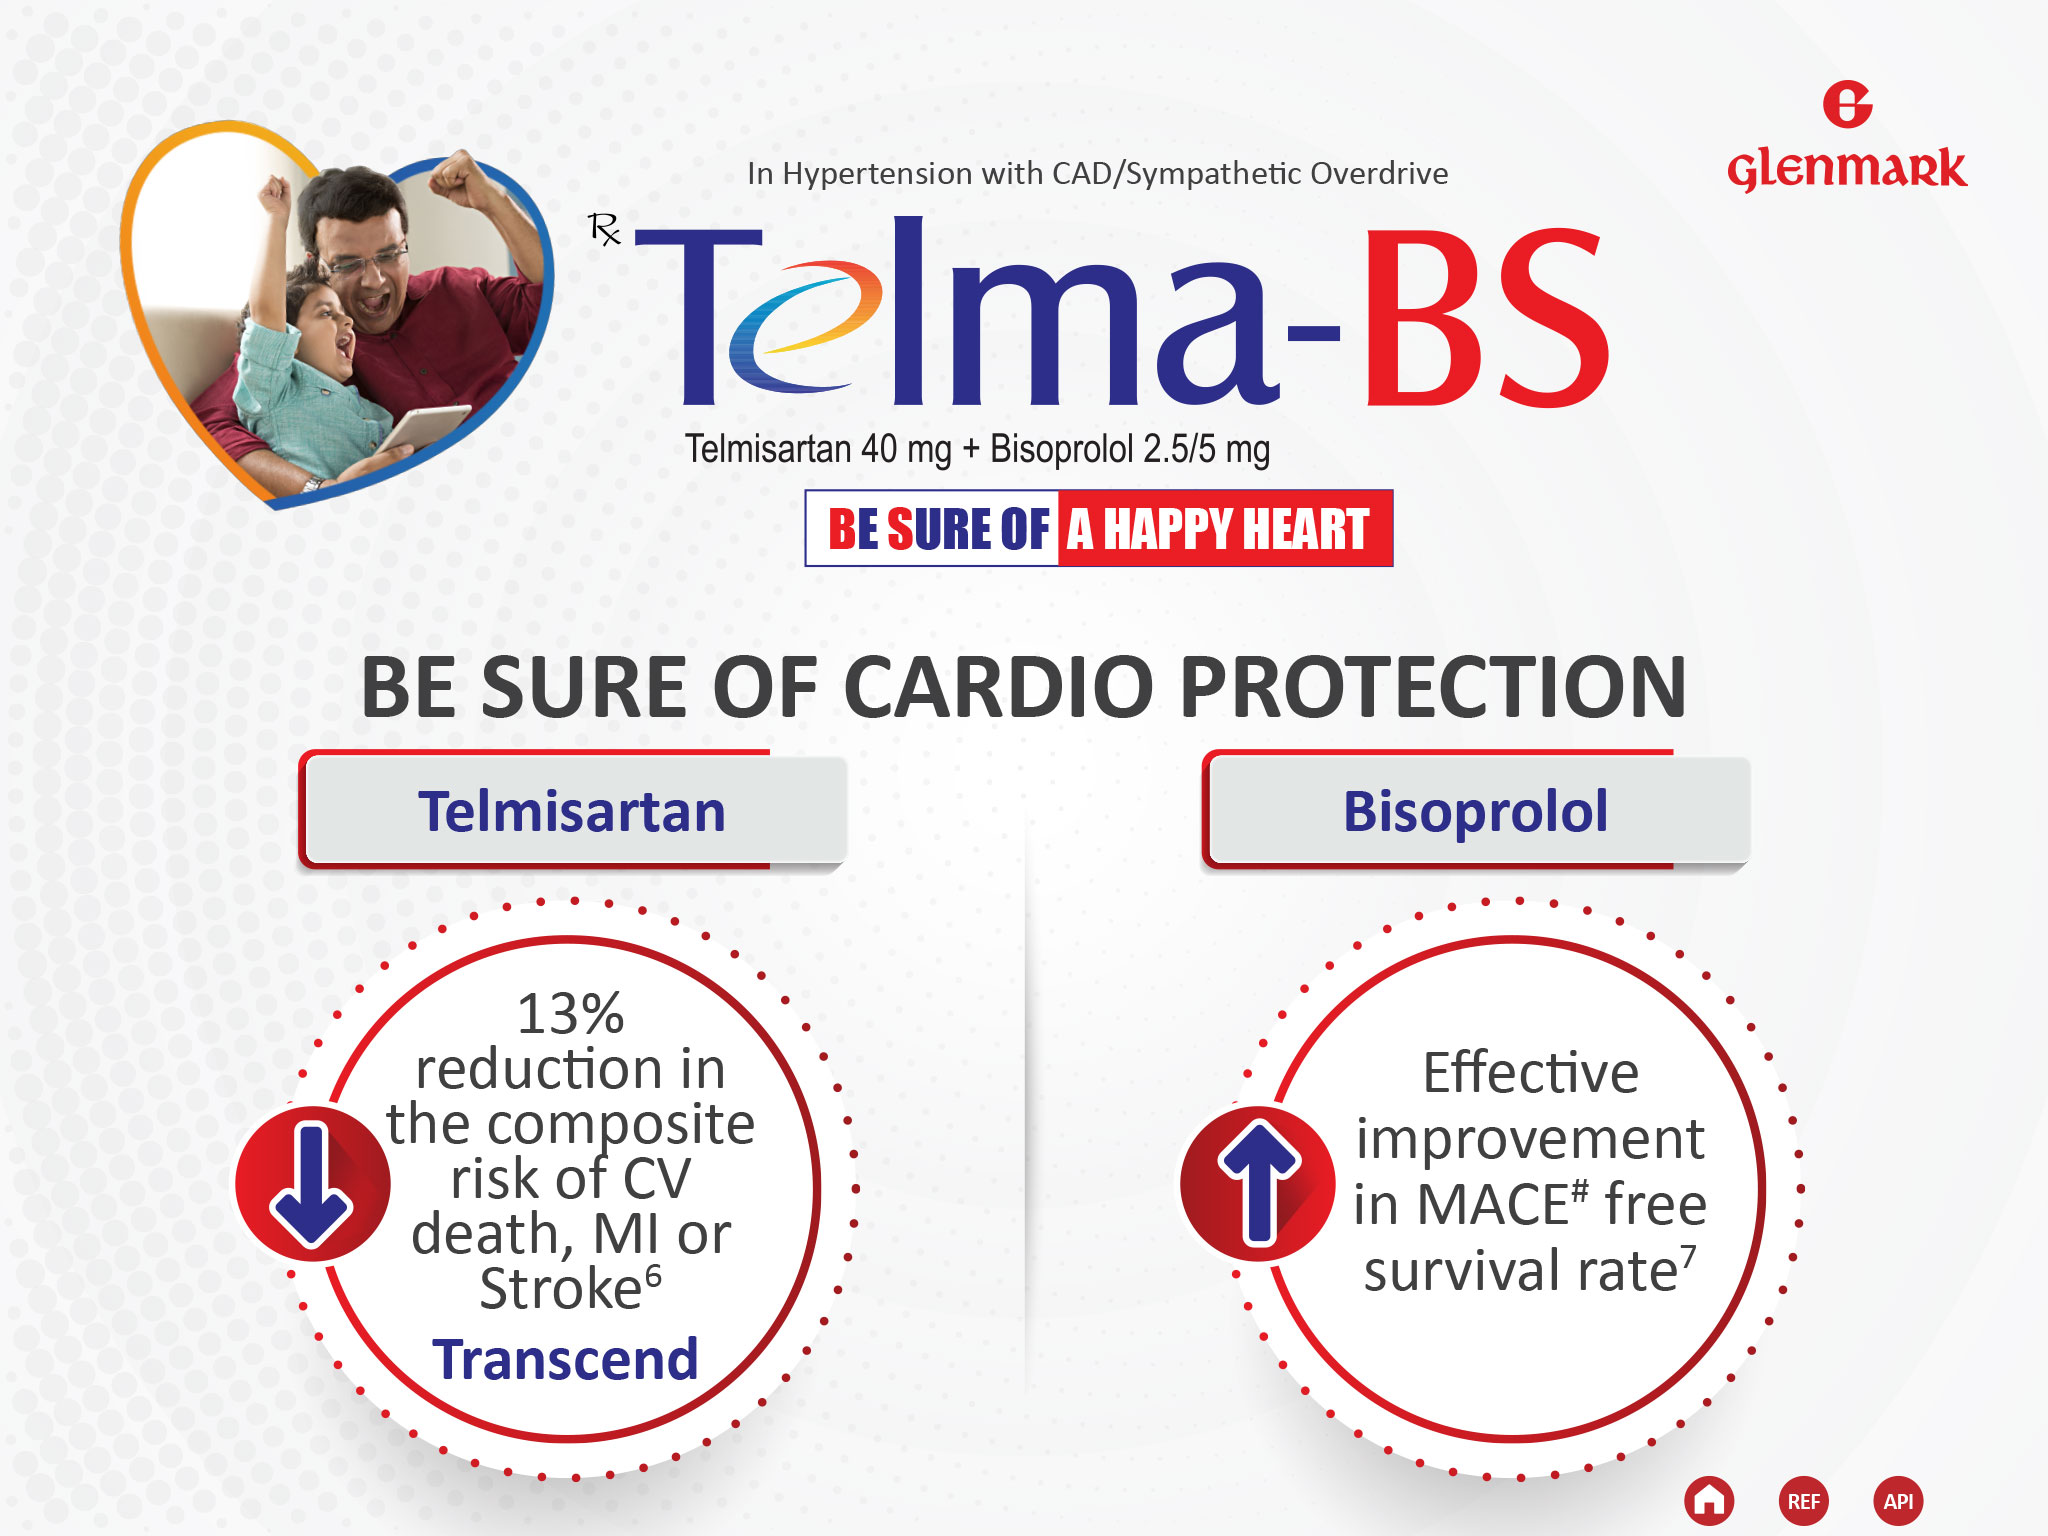 GLENMARK
In Hypertension with CAD/Sympathetic Overdrive
Rx Telma-BS
Telmisartan 40 mg + Bisoprolol 2.5/5 mg
BE SURE OF A HAPPY HEART
BE SURE OF CARDIO PROTECTION
Telmisartan
13%
reduction in
the composite
risk of CV
death, MI or
Stroke⁶
Transcend
Bisoprolol
Effective
improvement
in MACE# free
survival rate⁷
REF
API